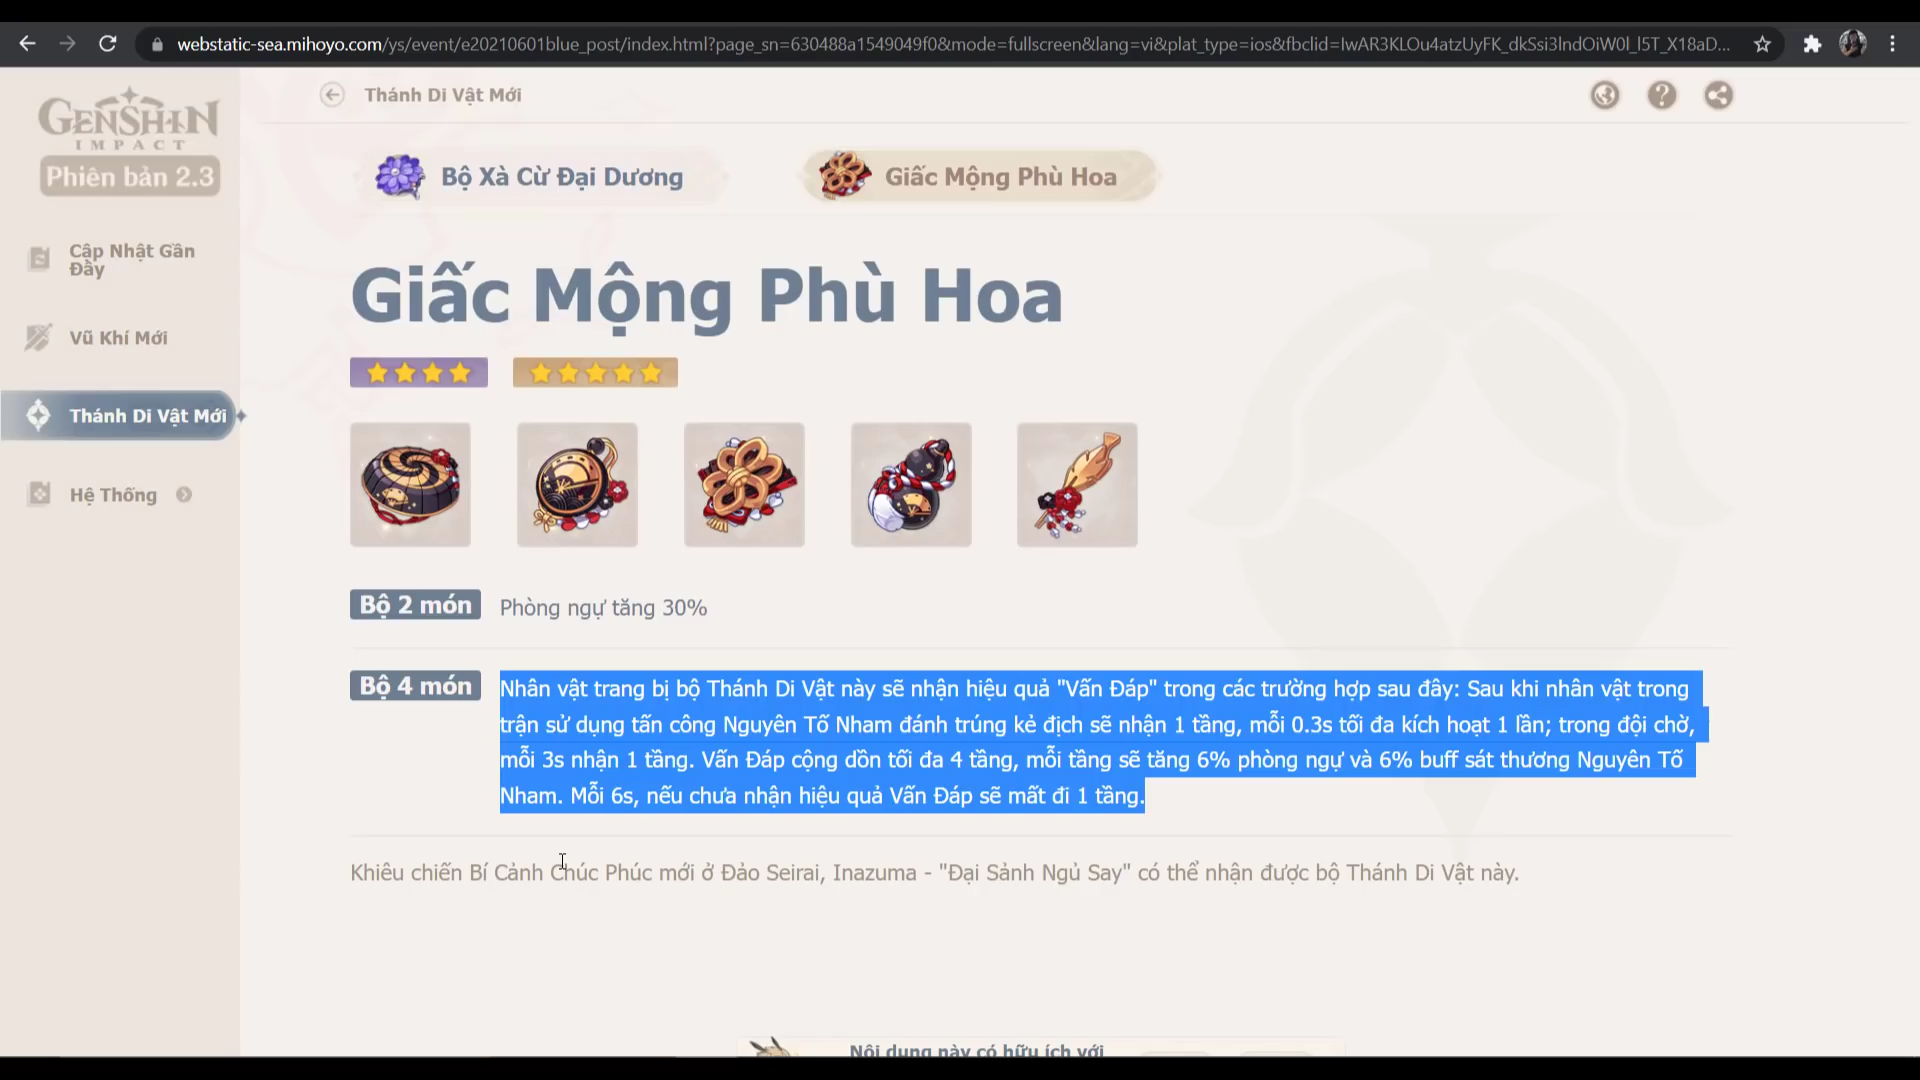 webstatic-sea.mihoyo.com/ys/event/e20210601blue_post/index.html?page_sn=630488a1549049f0&mode=fullscreen&lang=vi&plat_type=ios&fbclid=IwAR3KLOu4atzUyFK_dkSsi3lndOiW0l_l5T_X18aD...
GENSHIN
IMPACT
Phiên bản 2.3
Thánh Di Vật Mới
Bộ Xà Cừ Đại Dương
Giấc Mộng Phù Hoa
Cập Nhật Gần
Đây
Vũ Khí Mới
Thánh Di Vật Mới
Hệ Thống
Giấc Mộng Phù Hoa
Bộ 2 món Phòng ngự tăng 30%
Bộ 4 món Nhân vật trang bị bộ Thánh Di Vật này sẽ nhận hiệu quả "Vấn Đáp" trong các trường hợp sau đây: Sau khi nhân vật trong
trận sử dụng tấn công Nguyên Tố Nham đánh trúng kẻ địch sẽ nhận 1 tầng, mỗi 0.3s tối đa kích hoạt 1 lần; trong đội chờ,
mỗi 3s nhận 1 tầng. Vấn Đáp cộng dồn tối đa 4 tầng, mỗi tầng sẽ tăng 6% phòng ngự và 6% buff sát thương Nguyên Tố
Nham. Mỗi 6s, nếu chưa nhận hiệu quả Vấn Đáp sẽ mất đi 1 tầng.
Khiêu chiến Bí Cảnh Chúc Phúc mới ở Đảo Seirai, Inazuma - "Đại Sảnh Ngủ Say" có thể nhận được bộ Thánh Di Vật này.
Nội dung này có hữu ích với